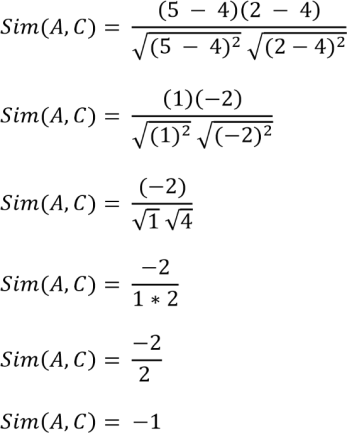 Sim(A, C) = (5 − 4)(2 − 4) / √(5 − 4)² √(2 − 4)²
Sim(A, C) = (1)(−2) / √(1)² √(−2)²
Sim(A, C) = (−2) / √1 √4
Sim(A, C) = −2 / 1 * 2
Sim(A, C) = −2 / 2
Sim(A, C) = −1